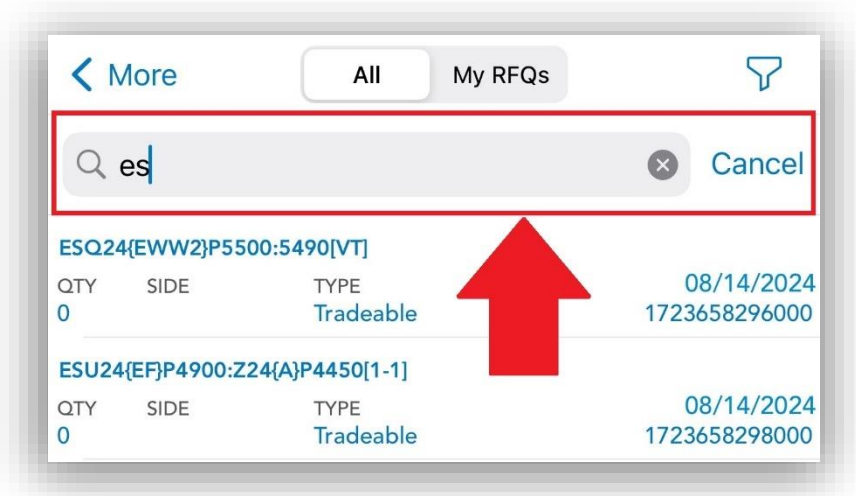 More All My RFQs
es Cancel
ESQ24{EWW2}P5500:5490[VT]
QTY SIDE TYPE 08/14/2024
0 Tradeable 1723658296000
ESU24{EF}P4900:Z24{A}P4450[1-1]
QTY SIDE TYPE 08/14/2024
0 Tradeable 1723658298000